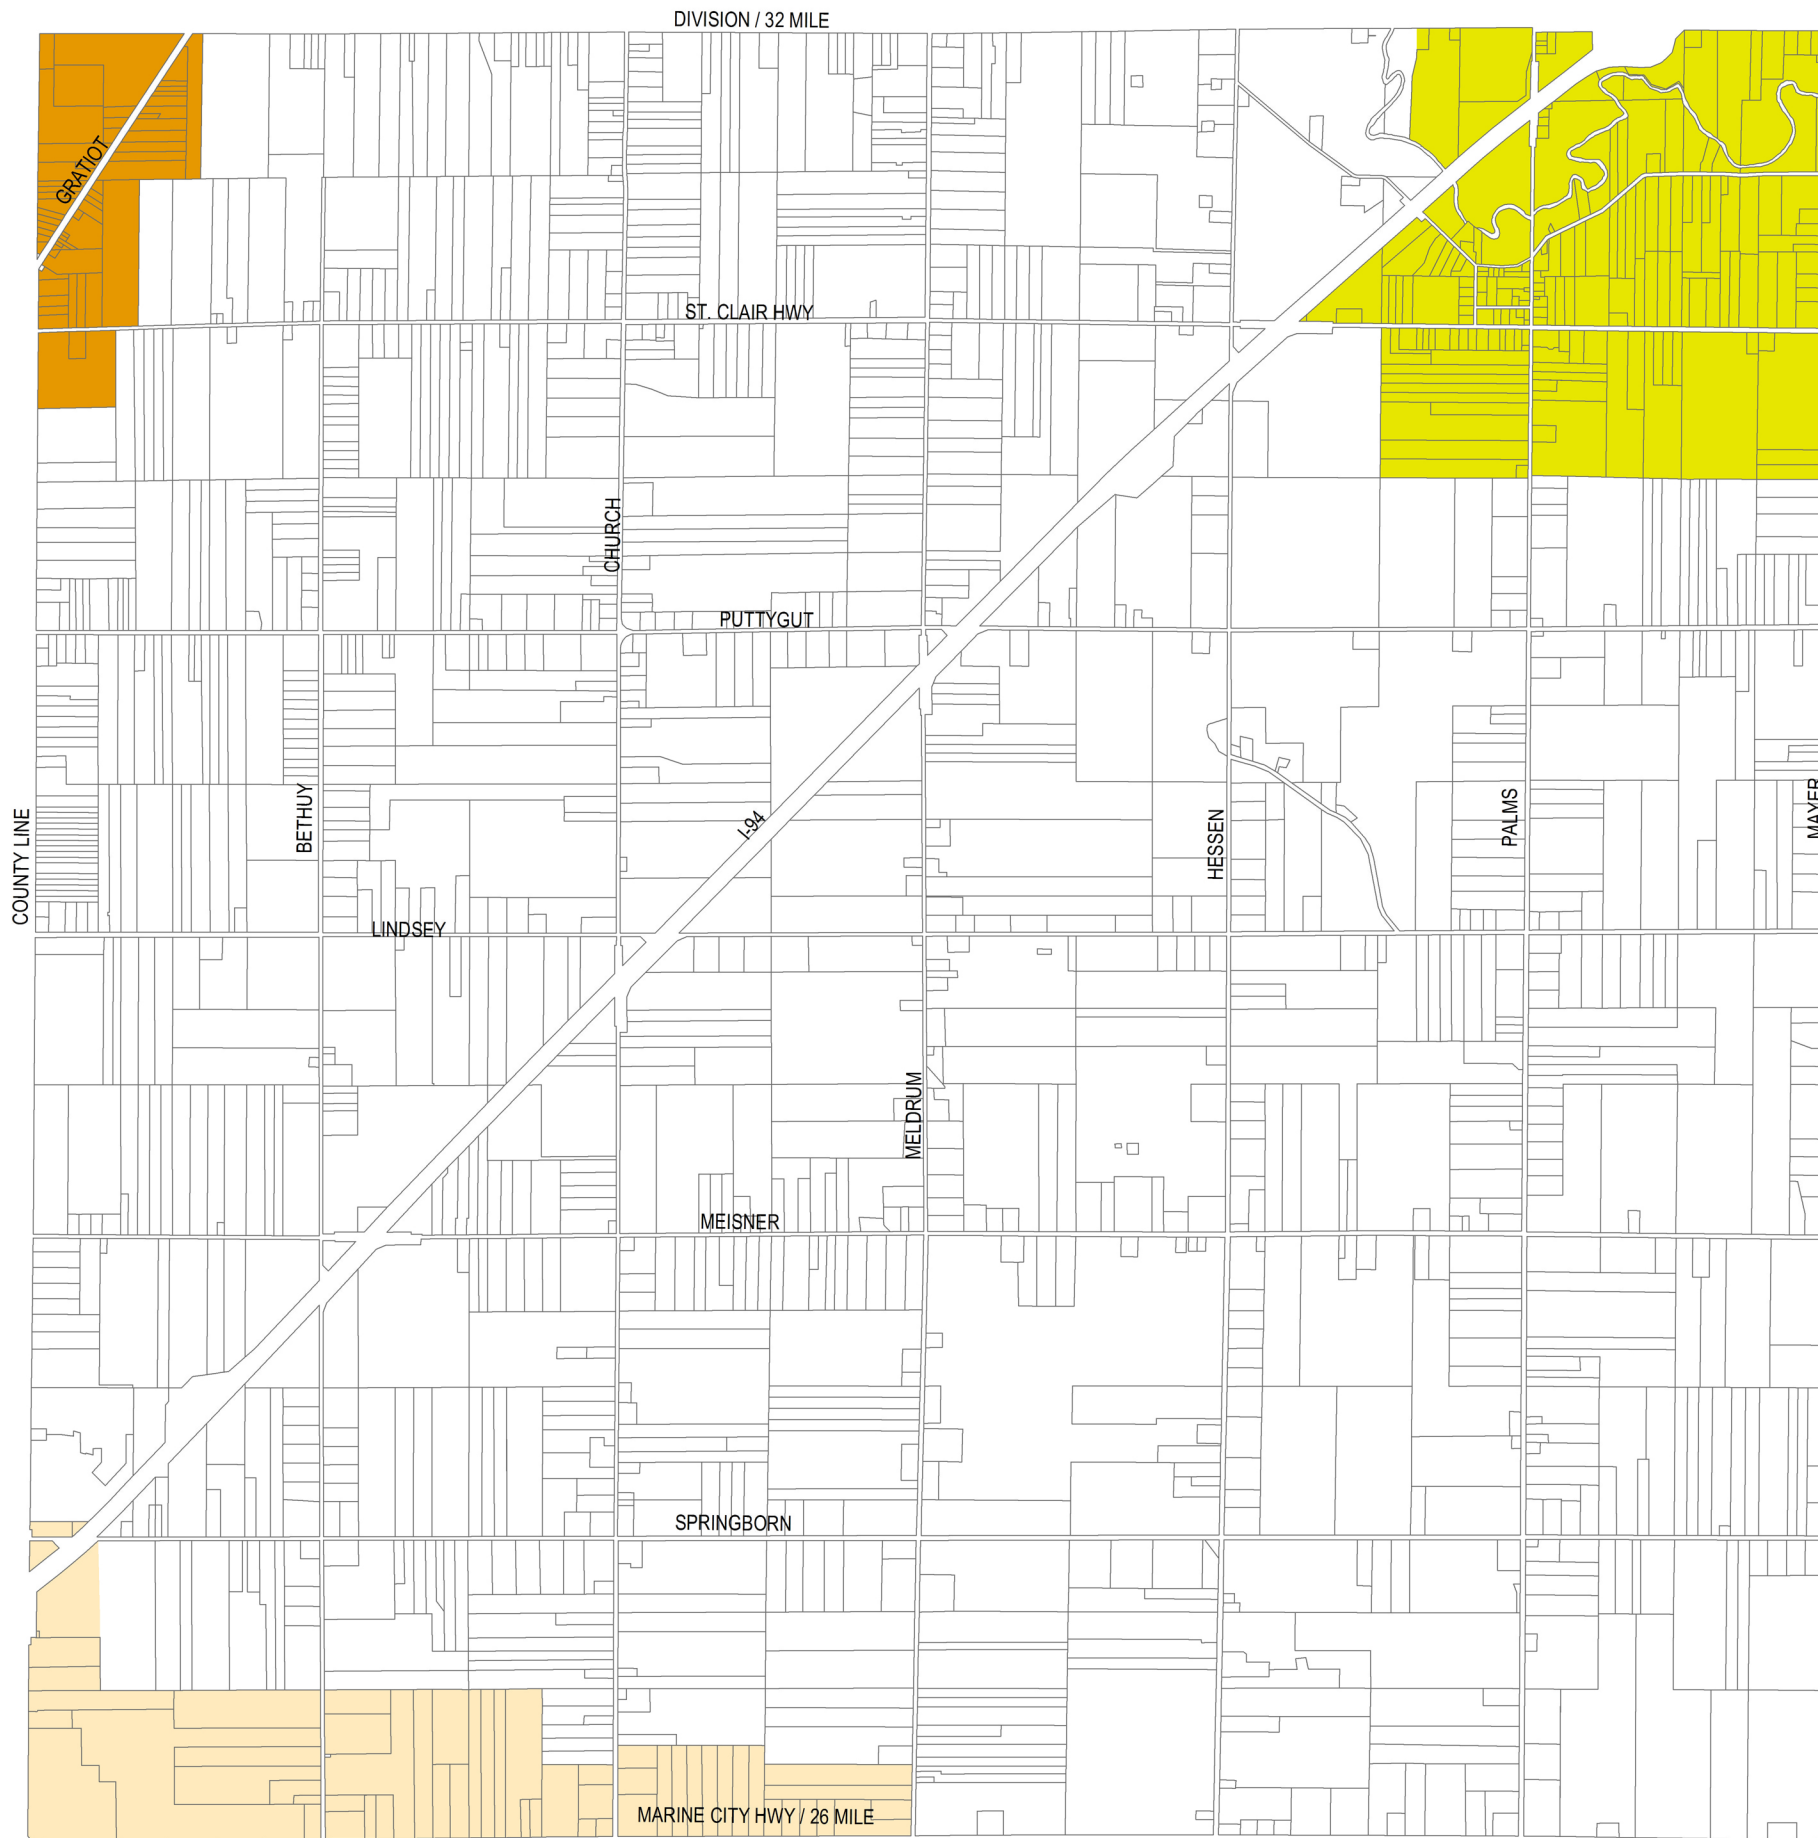 DIVISION / 32 MILE
GRATIOT
ST. CLAIR HWY
CHURCH
PUTTYGUT
COUNTY LINE
BETHUY
I-94
HESSEN
PALMS
MAYER
LINDSEY
MELDRUM
MEISNER
SPRINGBORN
MARINE CITY HWY / 26 MILE